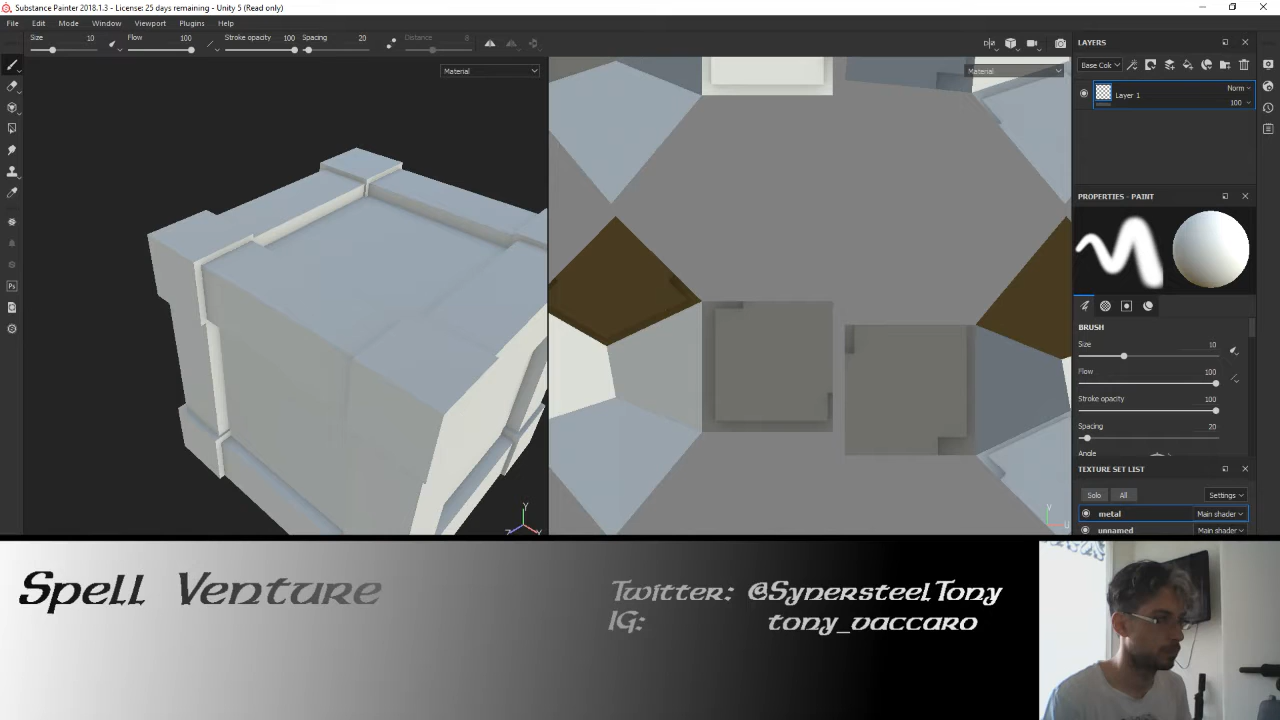 Substance Painter 2018.1.3 - License: 25 days remaining - Unity 5 (Read only)
File Edit Mode Window Viewport Plugins Help
Size 10 Flow 100 Stroke opacity 100 Spacing 20 Distance 8
Material
Material
LAYERS
Base Col
Layer 1 Norm
100
PROPERTIES - PAINT
BRUSH
Size 10
Flow 100
Stroke opacity 100
Spacing 20
Angle
TEXTURE SET LIST
Solo All Settings
metal Main shader
unnamed Main shader
Y
Ps
Spell Venture
Twitter: @SynersteelTony
IG: tony_vaccaro